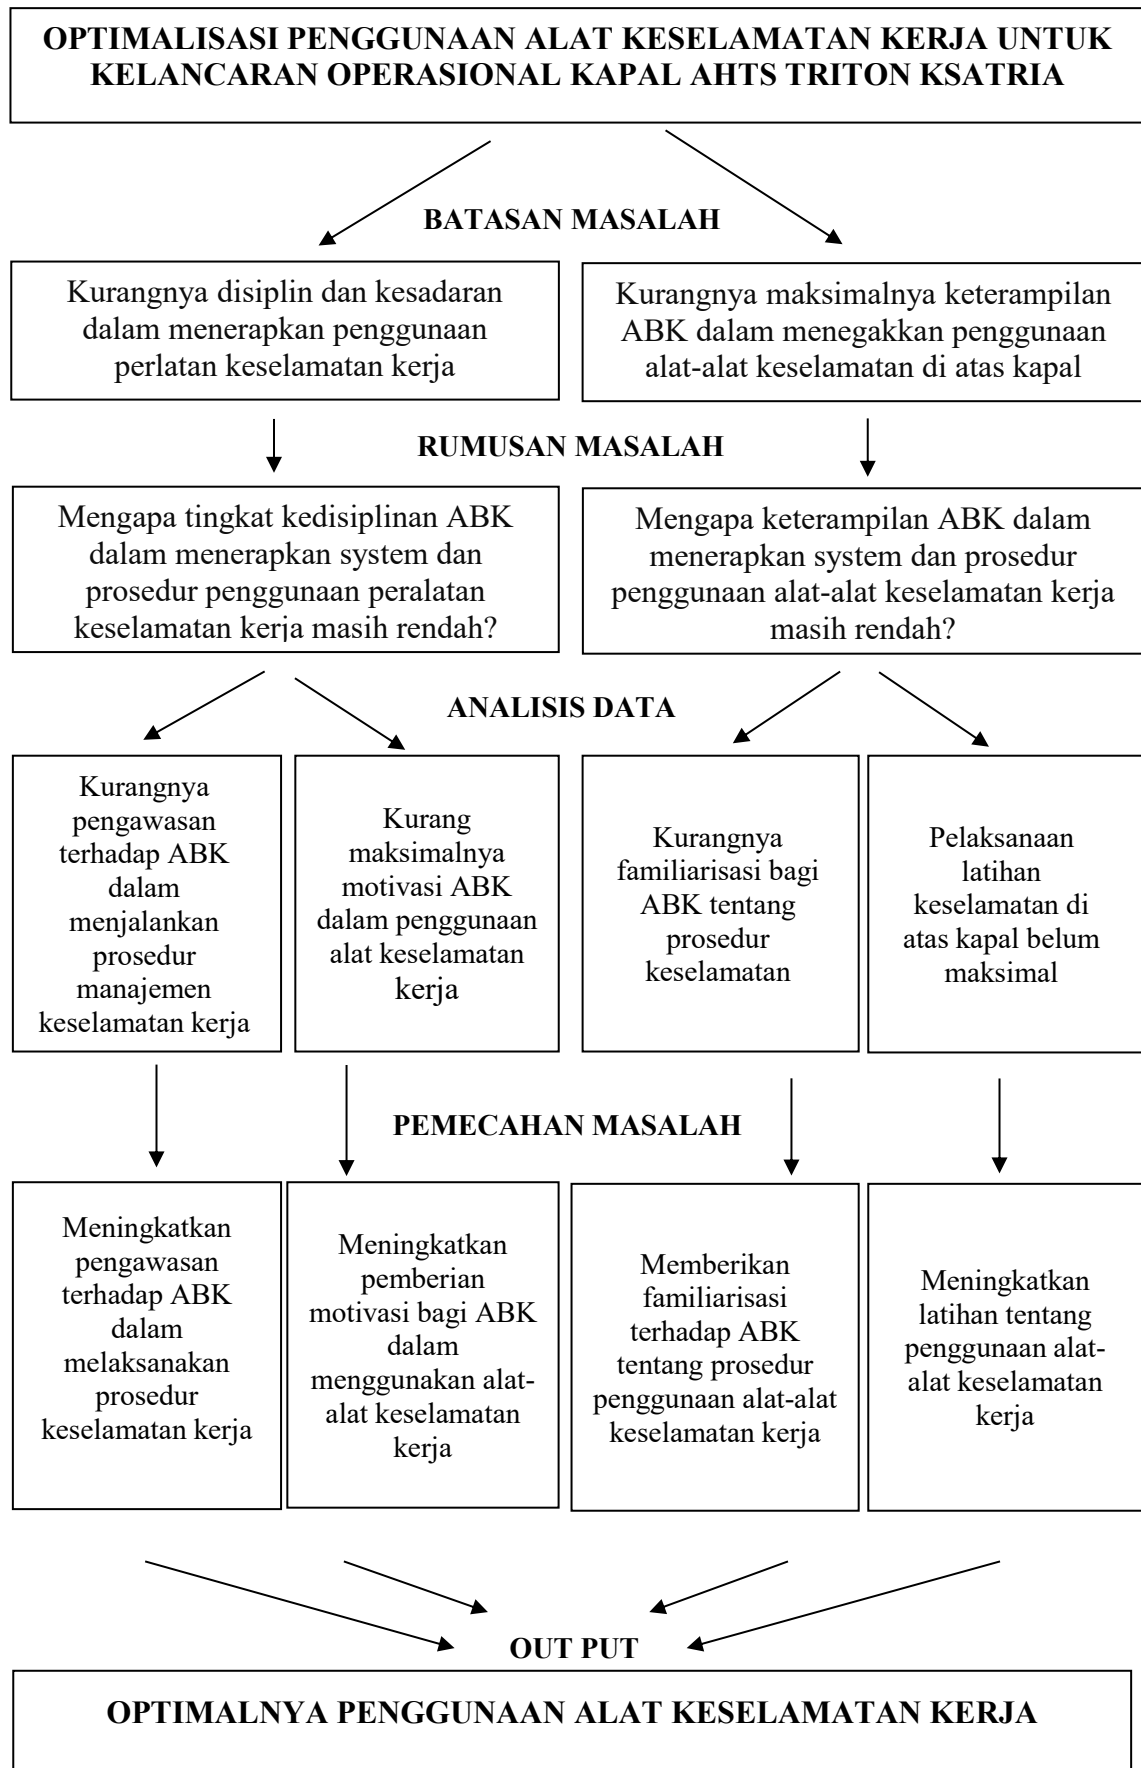 OPTIMALISASI PENGGUNAAN ALAT KESELAMATAN KERJA UNTUK
KELANCARAN OPERASIONAL KAPAL AHTS TRITON KSATRIA
BATASAN MASALAH
Kurangnya disiplin dan kesadaran
dalam menerapkan penggunaan
perlatan keselamatan kerja
Kurangnya maksimalnya keterampilan
ABK dalam menegakkan penggunaan
alat-alat keselamatan di atas kapal
RUMUSAN MASALAH
Mengapa tingkat kedisiplinan ABK
dalam menerapkan system dan
prosedur penggunaan peralatan
keselamatan kerja masih rendah?
Mengapa keterampilan ABK dalam
menerapkan system dan prosedur
penggunaan alat-alat keselamatan kerja
masih rendah?
ANALISIS DATA
Kurangnya
pengawasan
terhadap ABK
dalam
menjalankan
prosedur
manajemen
keselamatan kerja
Kurang
maksimalnya
motivasi ABK
dalam penggunaan
alat keselamatan
kerja
Kurangnya
familiarisasi bagi
ABK tentang
prosedur
keselamatan
Pelaksanaan
latihan
keselamatan di
atas kapal belum
maksimal
PEMECAHAN MASALAH
Meningkatkan
pengawasan
terhadap ABK
dalam
melaksanakan
prosedur
keselamatan kerja
Meningkatkan
pemberian
motivasi bagi ABK
dalam
menggunakan alat-
alat keselamatan
kerja
Memberikan
familiarisasi
terhadap ABK
tentang prosedur
penggunaan alat-alat
keselamatan kerja
Meningkatkan
latihan tentang
penggunaan alat-
alat keselamatan
kerja
OUT PUT
OPTIMALNYA PENGGUNAAN ALAT KESELAMATAN KERJA